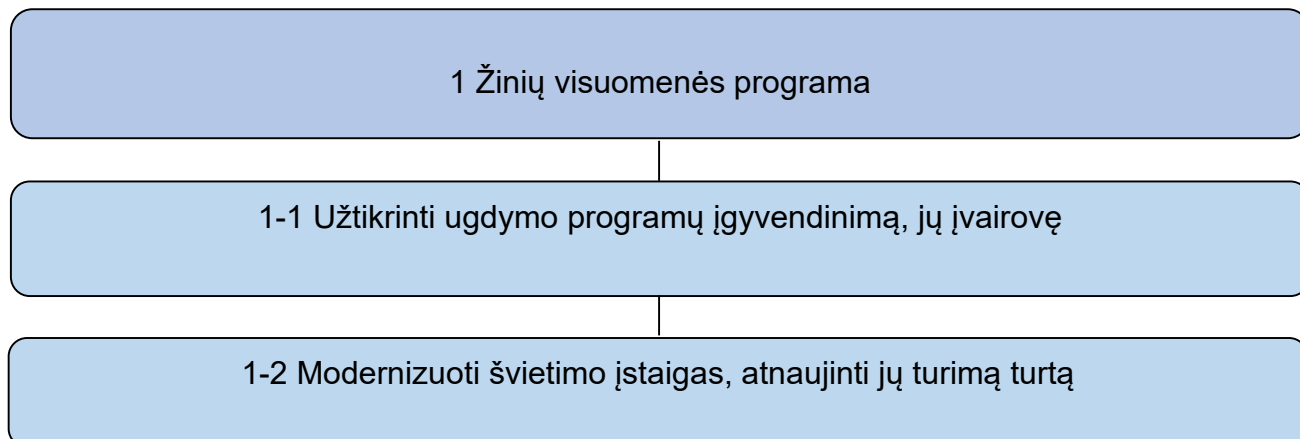 1 Žinių visuomenės programa
1-1 Užtikrinti ugdymo programų įgyvendinimą, jų įvairovę
1-2 Modernizuoti švietimo įstaigas, atnaujinti jų turimą turtą